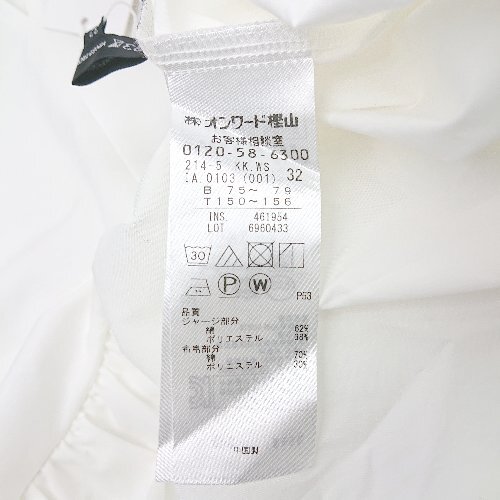 ㈱オンワード樫山
お客様相談室
0120-58-6300
214-5 KK.WS
IA.0103 (001) 32
B 75～ 79
T150～156
INS. 461954
LOT 6960433
30
P W
P53
品質
ジャージ部分
綿 62%
ポリエステル 38%
布帛部分
綿 70%
ポリエステル 30%
中国製